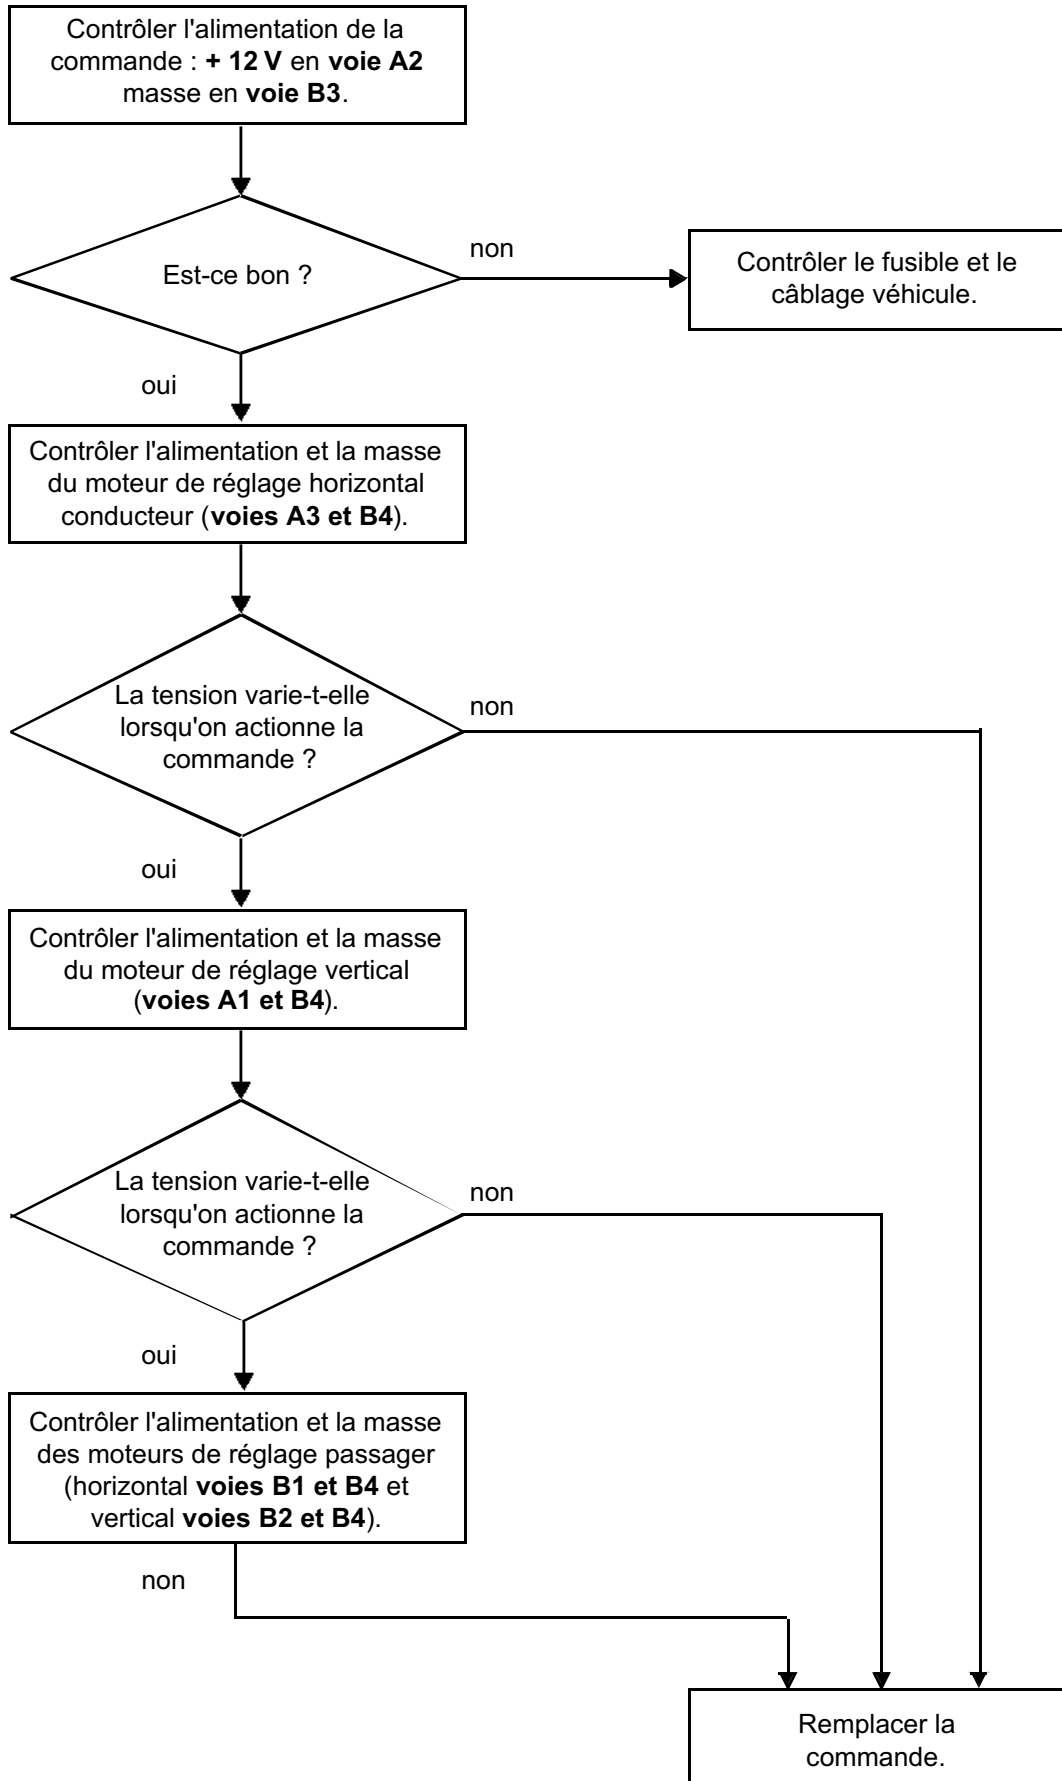 Contrôler l'alimentation de la
commande : + 12 V en voie A2
masse en voie B3.
Est-ce bon ?
non
Contrôler le fusible et le
câblage véhicule.
oui
Contrôler l'alimentation et la masse
du moteur de réglage horizontal
conducteur (voies A3 et B4).
La tension varie-t-elle
lorsqu'on actionne la
commande ?
non
oui
Contrôler l'alimentation et la masse
du moteur de réglage vertical
(voies A1 et B4).
La tension varie-t-elle
lorsqu'on actionne la
commande ?
non
oui
Contrôler l'alimentation et la masse
des moteurs de réglage passager
(horizontal voies B1 et B4 et
vertical voies B2 et B4).
non
Remplacer la
commande.